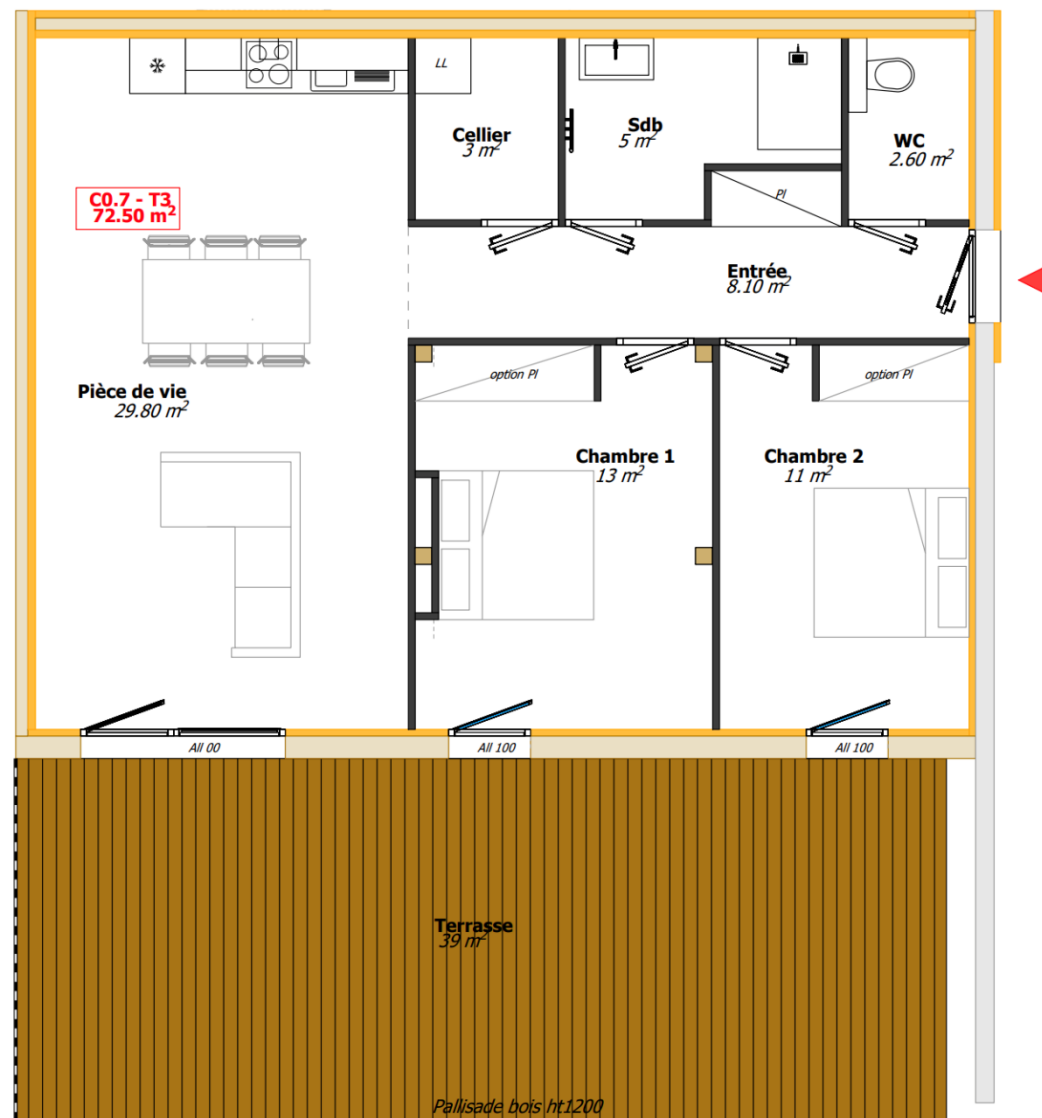 LL
Cellier
3 m²
Sdb
5 m²
WC
2.60 m²
C0.7 - T3
72.50 m²
Pl
Entrée
8.10 m²
Pièce de vie
29.80 m²
option Pl
option Pl
Chambre 1
13 m²
Chambre 2
11 m²
All 00
All 100
All 100
Terrasse
39 m²
Pallisade bois ht1200